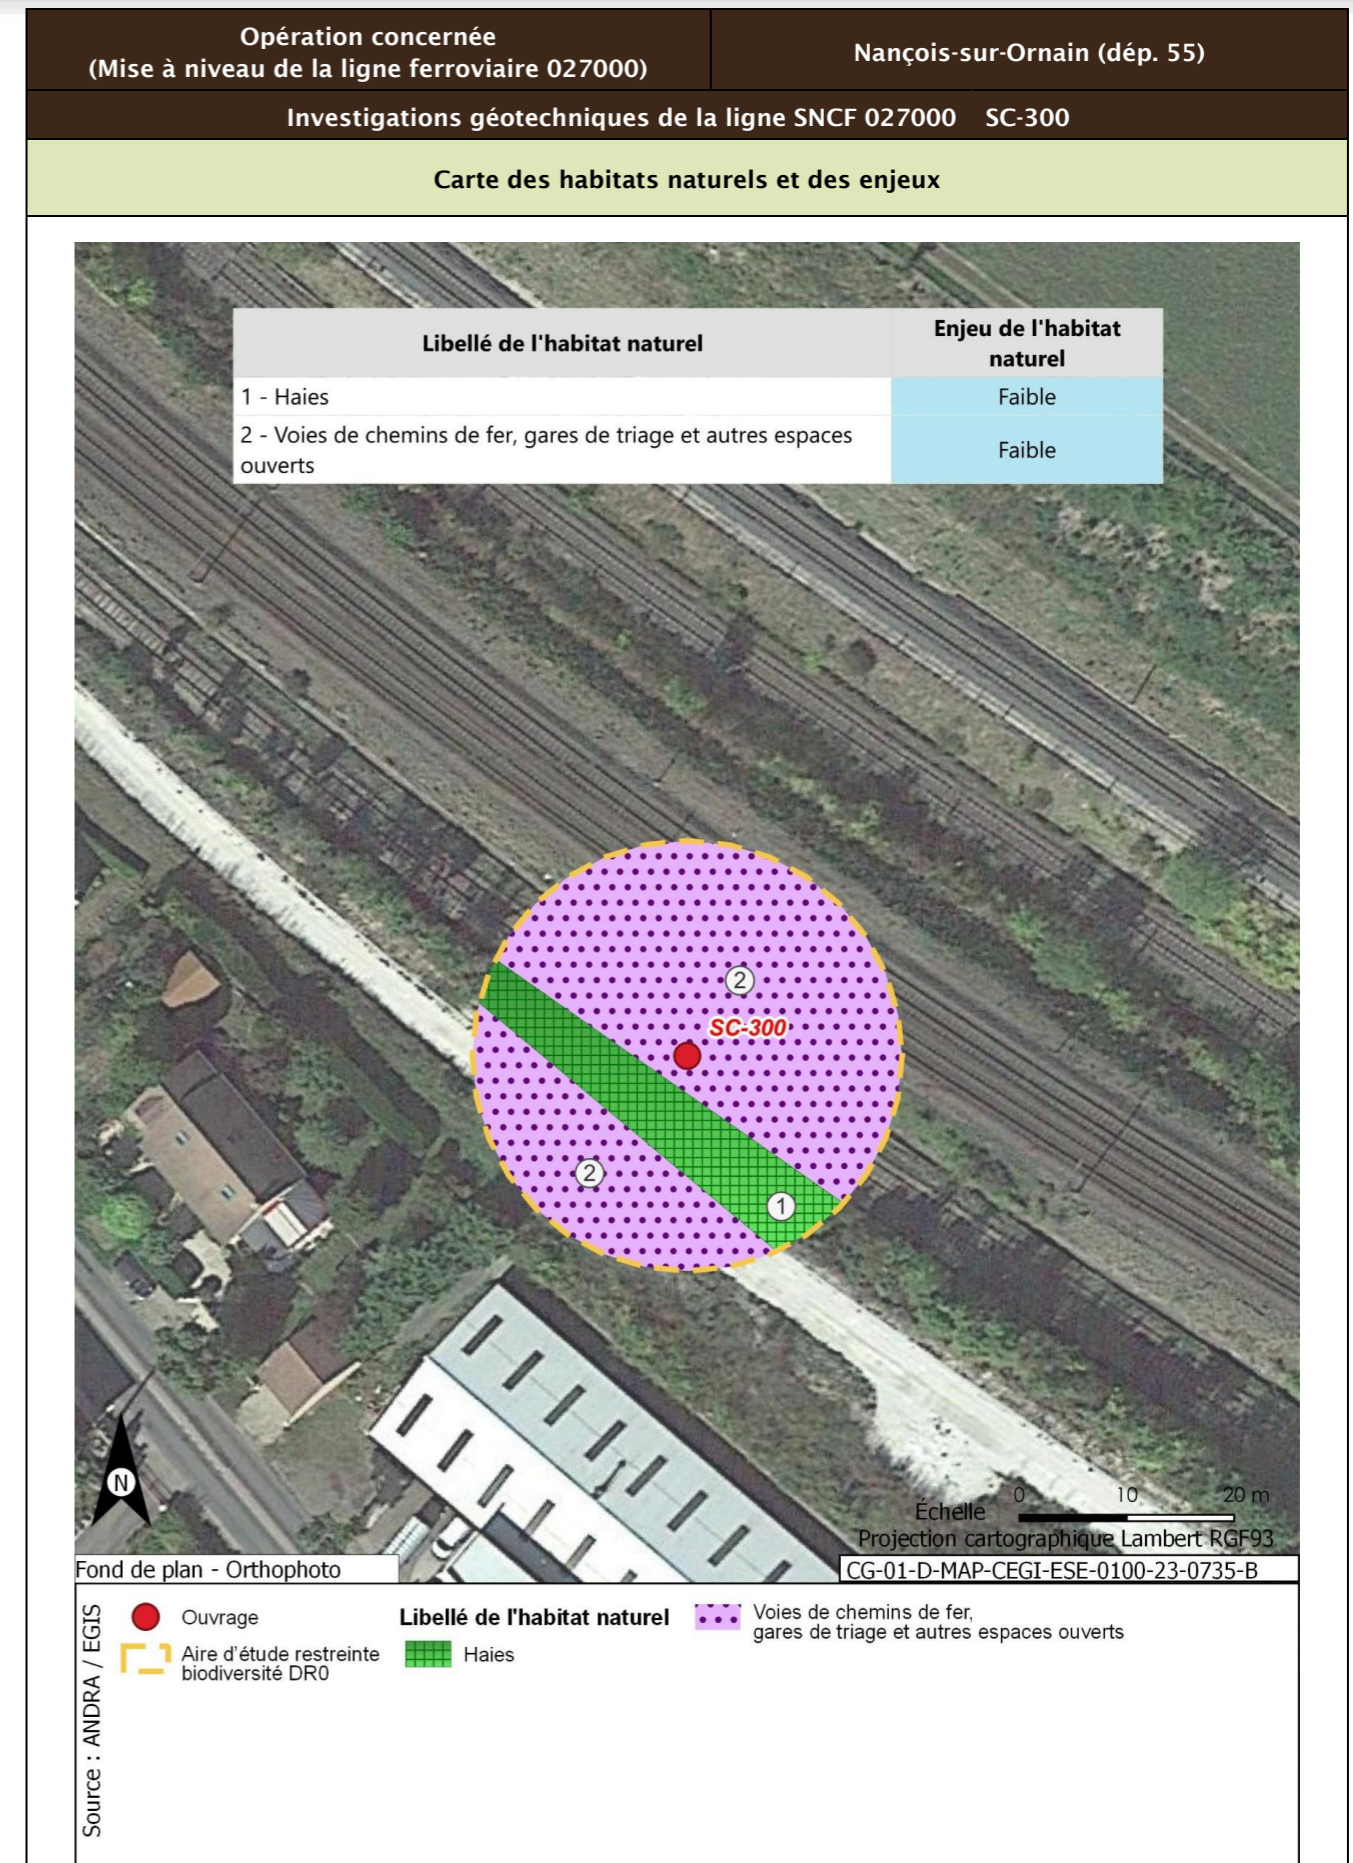 Opération concernée
(Mise à niveau de la ligne ferroviaire 027000)
Nançois-sur-Ornain (dép. 55)
Investigations géotechniques de la ligne SNCF 027000 SC-300
Carte des habitats naturels et des enjeux
Libellé de l'habitat naturel
Enjeu de l'habitat
naturel
1 - Haies
Faible
2 - Voies de chemins de fer, gares de triage et autres espaces
ouverts
Faible
2
SC-300
2
1
N
0 10 20 m
Échelle
Projection cartographique Lambert RGF93
Fond de plan - Orthophoto
CG-01-D-MAP-CEGI-ESE-0100-23-0735-B
Source : ANDRA / EGIS
Ouvrage
Aire d'étude restreinte
biodiversité DR0
Libellé de l'habitat naturel
Haies
Voies de chemins de fer,
gares de triage et autres espaces ouverts